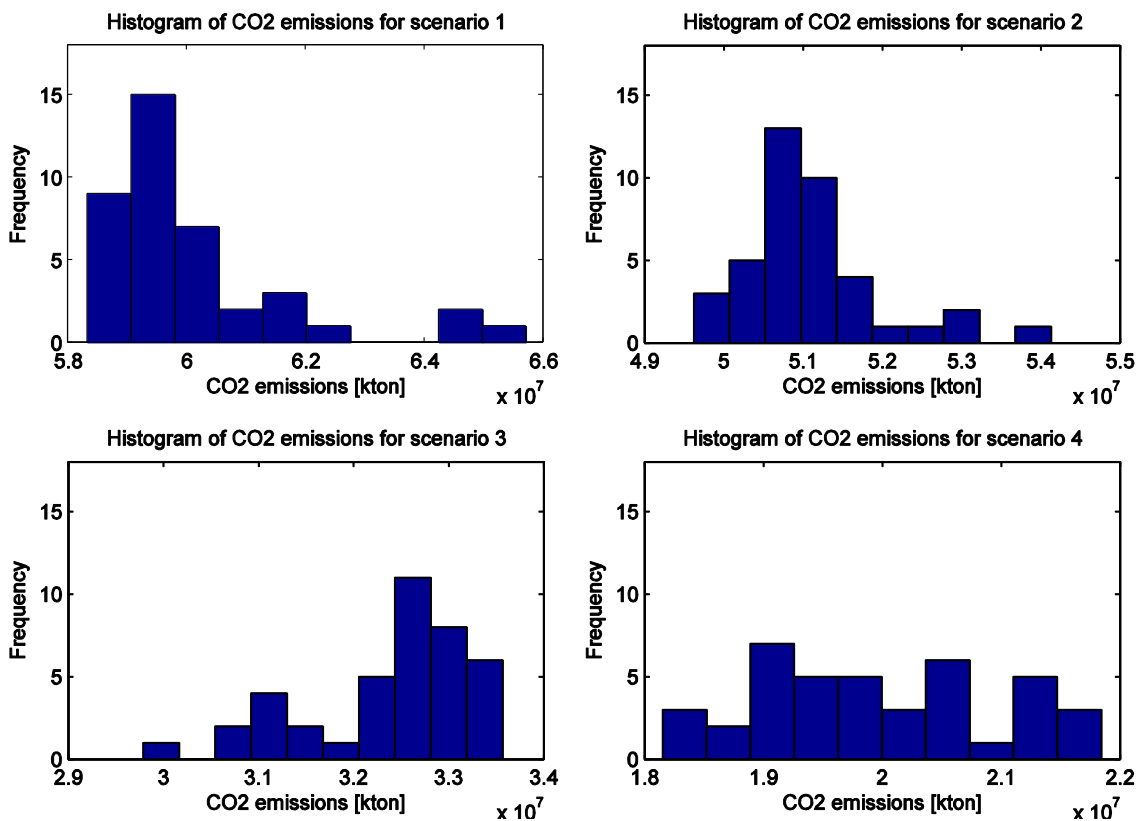 Histogram of CO2 emissions for scenario 1
Frequency
15
10
5
0
5.8
6
6.2
6.4
6.6
CO2 emissions [kton]
x 10^7
Histogram of CO2 emissions for scenario 2
Frequency
15
10
5
0
4.9
5
5.1
5.2
5.3
5.4
5.5
CO2 emissions [kton]
x 10^7
Histogram of CO2 emissions for scenario 3
Frequency
15
10
5
0
2.9
3
3.1
3.2
3.3
3.4
CO2 emissions [kton]
x 10^7
Histogram of CO2 emissions for scenario 4
Frequency
15
10
5
0
1.8
1.9
2
2.1
2.2
CO2 emissions [kton]
x 10^7